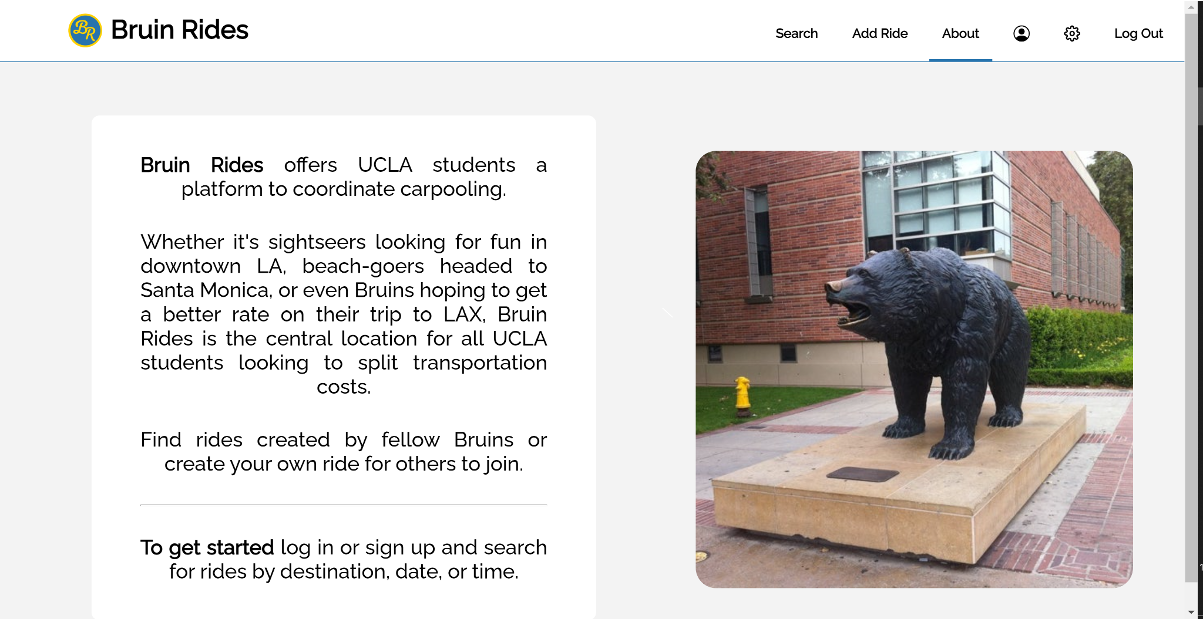 BR Bruin Rides
Search Add Ride About Log Out
Bruin Rides offers UCLA students a
platform to coordinate carpooling.
Whether it's sightseers looking for fun in
downtown LA, beach-goers headed to
Santa Monica, or even Bruins hoping to get
a better rate on their trip to LAX, Bruin
Rides is the central location for all UCLA
students looking to split transportation
costs.
Find rides created by fellow Bruins or
create your own ride for others to join.
To get started log in or sign up and search
for rides by destination, date, or time.